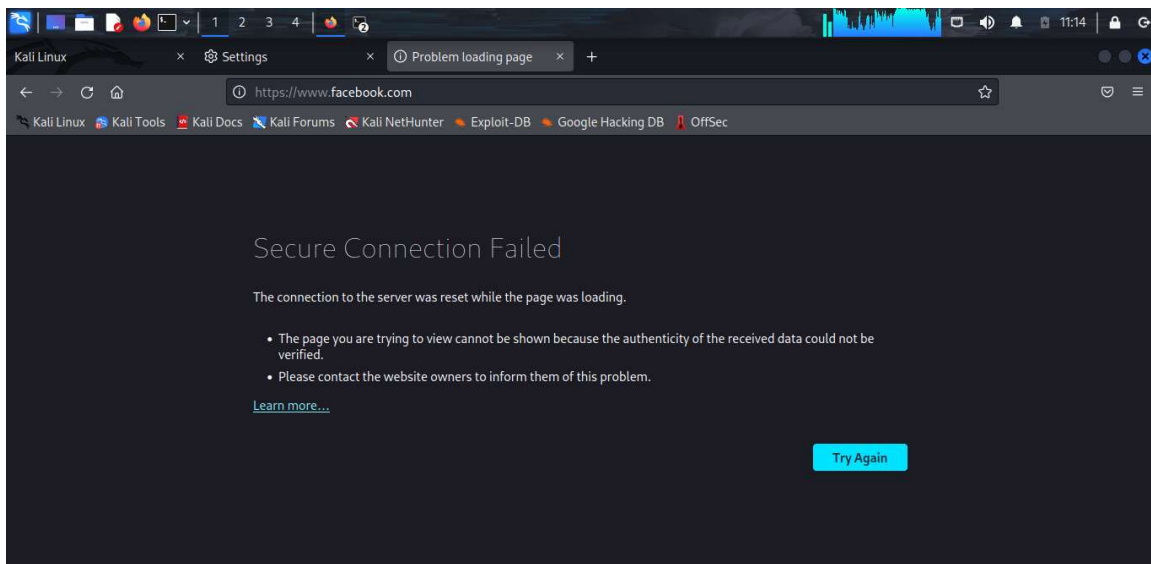 1 2 3 4 2 11:14
Kali Linux Settings Problem loading page
https://www.facebook.com
Kali Linux Kali Tools Kali Docs Kali Forums Kali NetHunter Exploit-DB Google Hacking DB OffSec
Secure Connection Failed
The connection to the server was reset while the page was loading.
• The page you are trying to view cannot be shown because the authenticity of the received data could not be
verified.
• Please contact the website owners to inform them of this problem.
Learn more...
Try Again